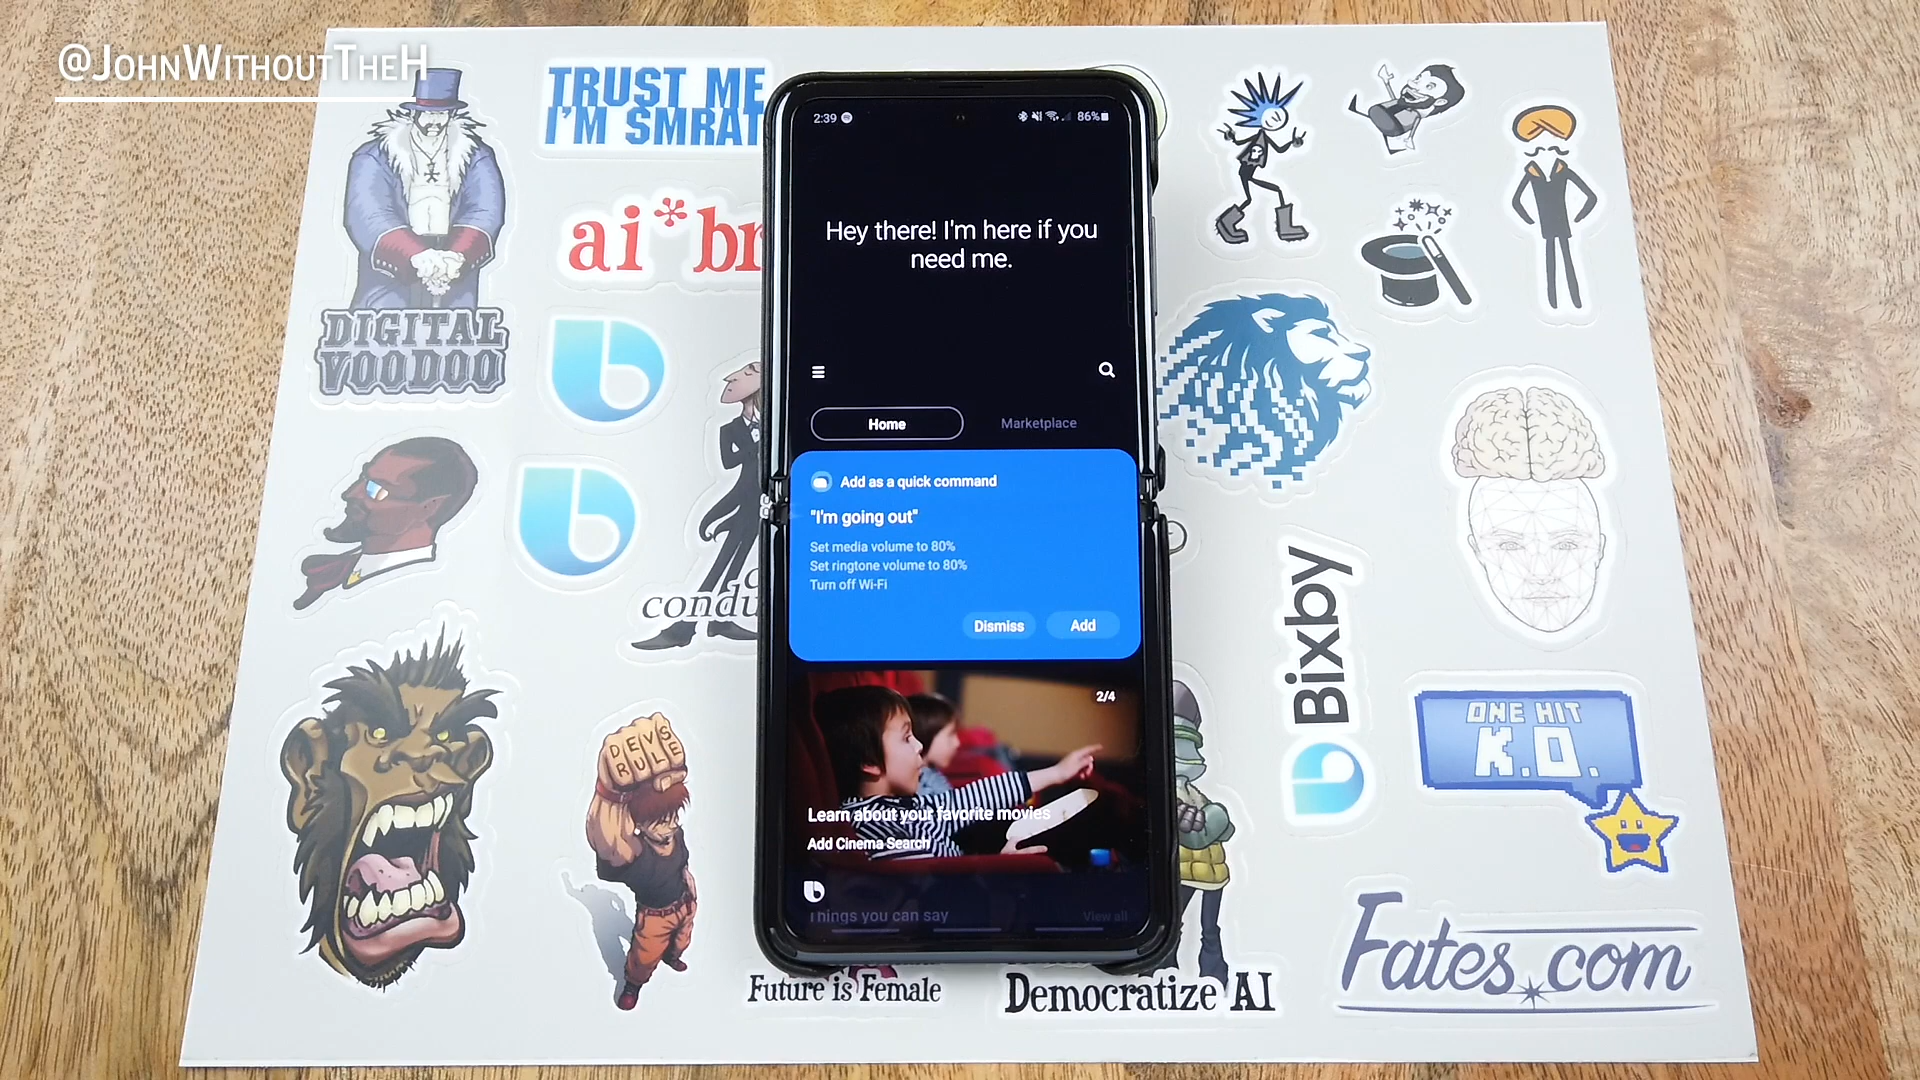 @JohnWithoutTheH
TRUST ME
I'M SMRAT
ai*br
DIGITAL
VOODOO
condu
DEVS
RULE
2:39
86%
Hey there! I'm here if you
need me.
Home
Marketplace
Add as a quick command
"I'm going out"
Set media volume to 80%
Set ringtone volume to 80%
Turn off Wi-Fi
Dismiss
Add
2/4
Learn about your favorite movies
Add Cinema Search
Things you can say
View all
Future is Female
Democratize AI
Bixby
ONE HIT
K.O.
Fates.com